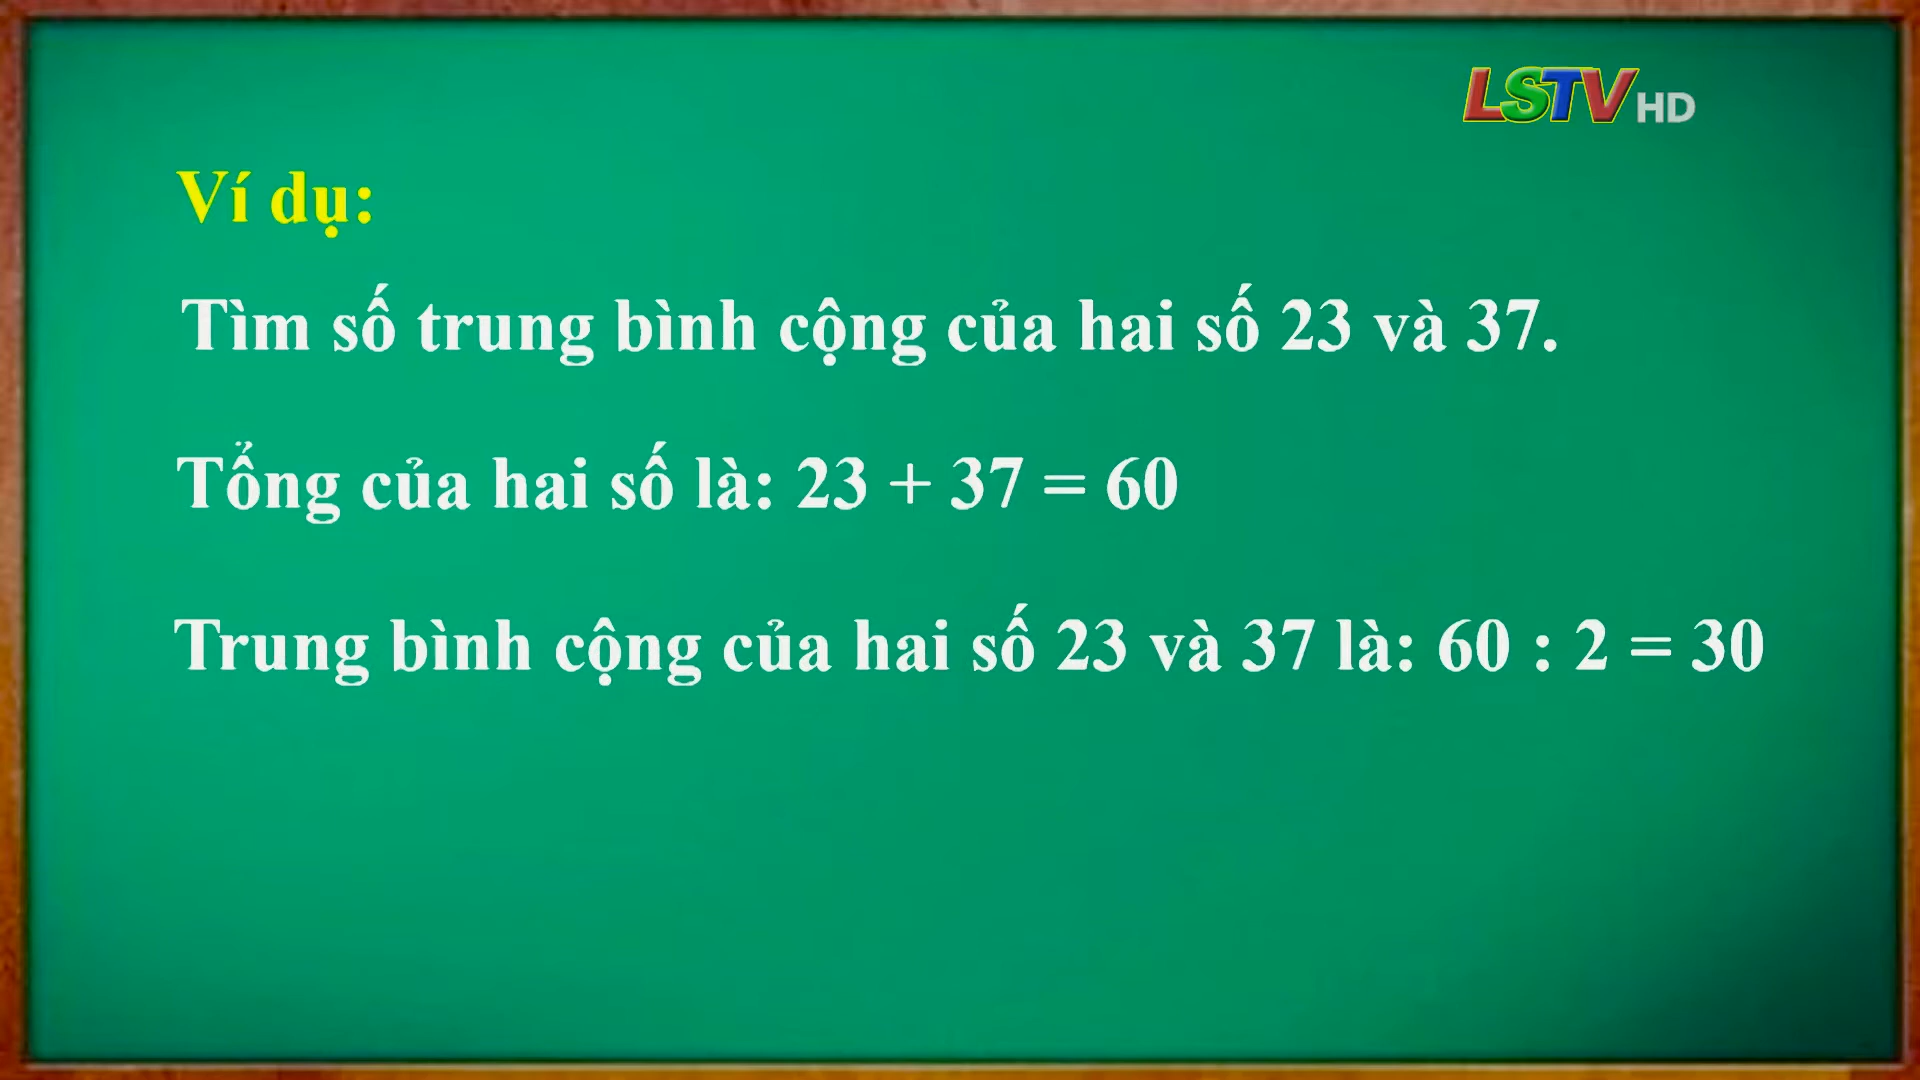 LSTV HD
Ví dụ:
Tìm số trung bình cộng của hai số 23 và 37.
Tổng của hai số là: 23 + 37 = 60
Trung bình cộng của hai số 23 và 37 là: 60 : 2 = 30